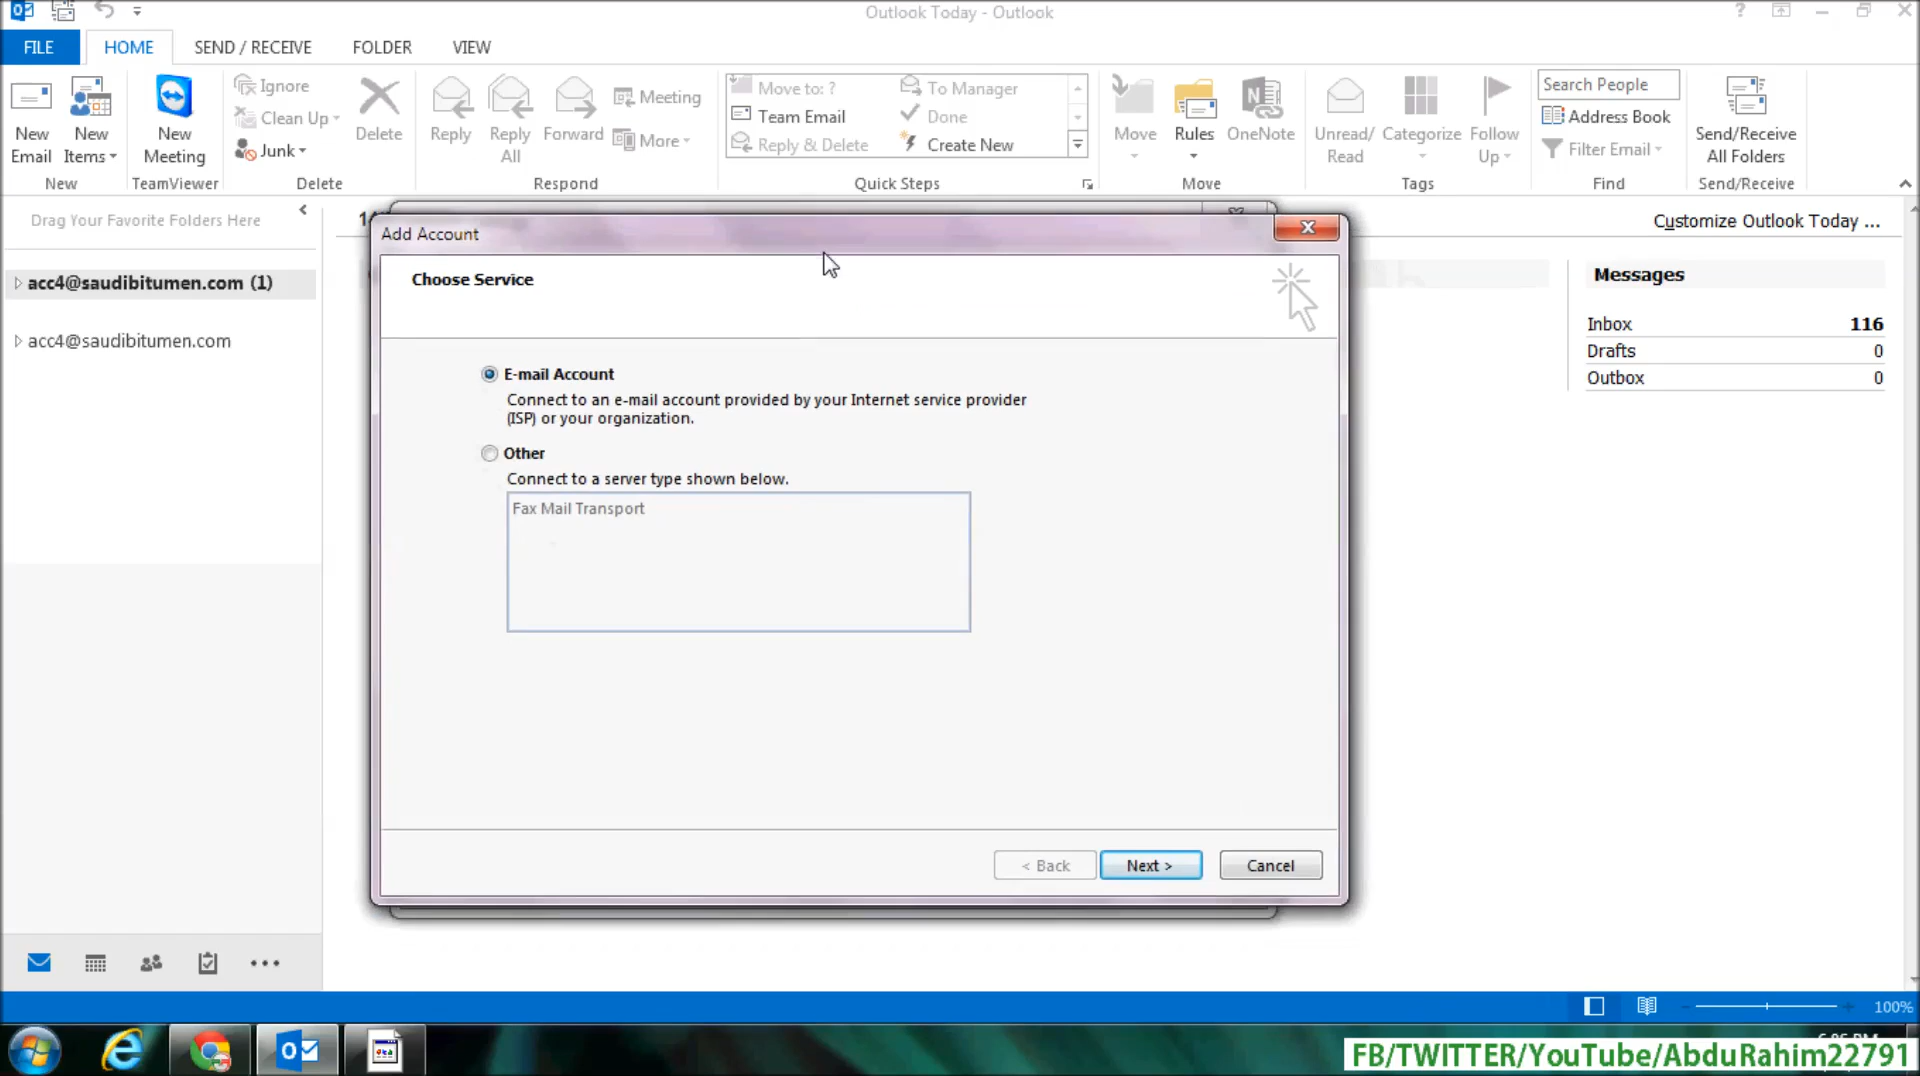 Outlook Today - Outlook
FILE
HOME
SEND / RECEIVE
FOLDER
VIEW
New
Email
New
Items
New
Meeting
Ignore
Clean Up
Junk
Delete
Reply
Reply
All
Forward
Meeting
More
Move to: ?
Team Email
Reply & Delete
To Manager
Done
Create New
Move
Rules
OneNote
Unread/
Read
Categorize
Follow
Up
Search People
Address Book
Filter Email
Send/Receive
All Folders
New
TeamViewer
Delete
Respond
Quick Steps
Move
Tags
Find
Send/Receive
Drag Your Favorite Folders Here
Customize Outlook Today ...
acc4@saudibitumen.com (1)
acc4@saudibitumen.com
Messages
Inbox 116
Drafts 0
Outbox 0
Add Account
Choose Service
E-mail Account
Connect to an e-mail account provided by your Internet service provider
(ISP) or your organization.
Other
Connect to a server type shown below.
Fax Mail Transport
< Back
Next >
Cancel
100%
FB/TWITTER/YouTube/AbduRahim22791